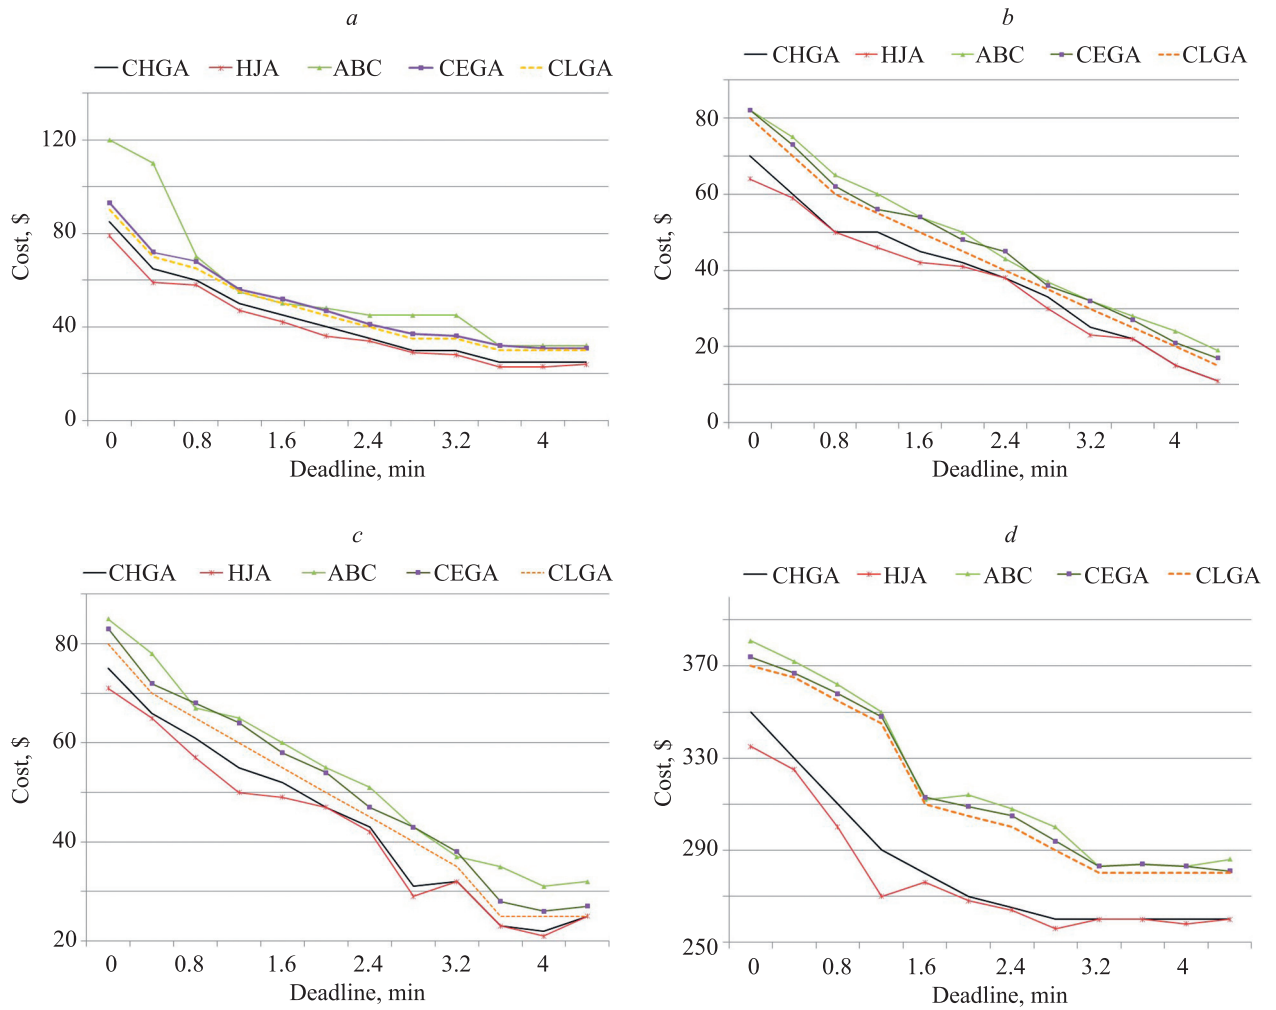 a
CHGA HJA ABC CEGA CLGA
120
80
40
0
Cost, $
0 0.8 1.6 2.4 3.2 4
Deadline, min
b
CHGA HJA ABC CEGA CLGA
80
60
40
20
0
Cost, $
0 0.8 1.6 2.4 3.2 4
Deadline, min
c
CHGA HJA ABC CEGA CLGA
80
60
40
20
Cost, $
0 0.8 1.6 2.4 3.2 4
Deadline, min
d
CHGA HJA ABC CEGA CLGA
370
330
290
250
Cost, $
0 0.8 1.6 2.4 3.2 4
Deadline, min